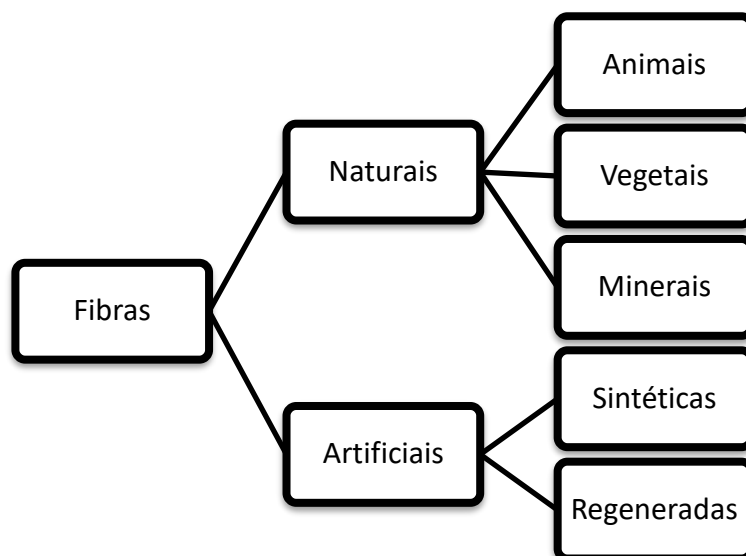 Fibras
Naturais
Animais
Vegetais
Minerais
Artificiais
Sintéticas
Regeneradas